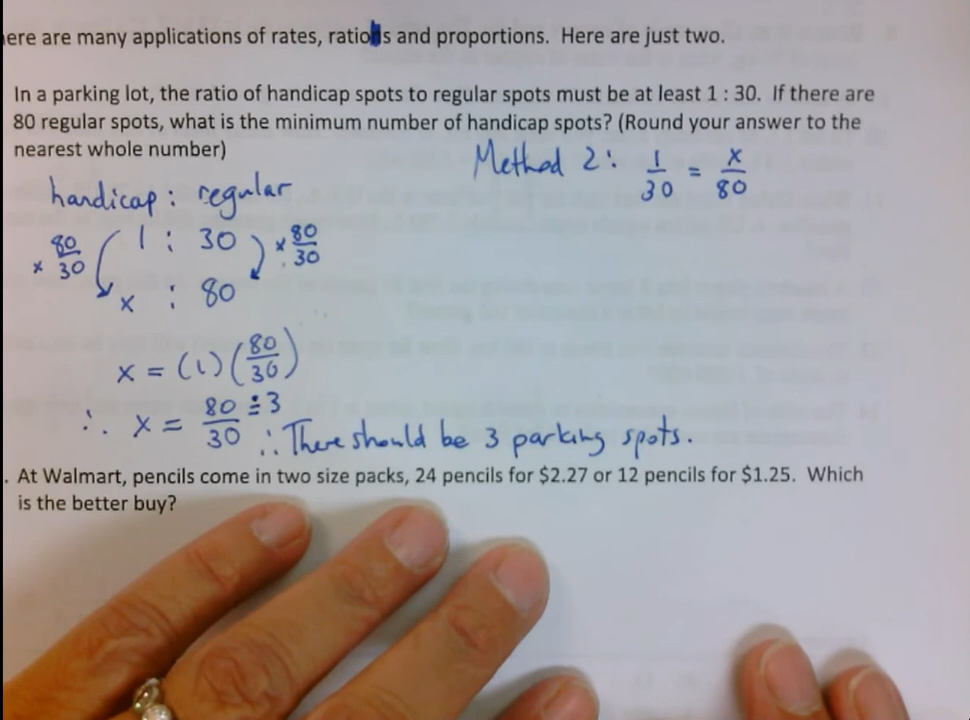 ere are many applications of rates, ratios and proportions. Here are just two.
In a parking lot, the ratio of handicap spots to regular spots must be at least 1 : 30. If there are
80 regular spots, what is the minimum number of handicap spots? (Round your answer to the
nearest whole number)
Method 2: 1/30 = x/80
handicap : regular
× 80/30 1 : 30 × 80/30
x : 80
x = (1)(80/30)
∴ x = 80/30 ≐ 3
∴ There should be 3 parking spots.
. At Walmart, pencils come in two size packs, 24 pencils for $2.27 or 12 pencils for $1.25. Which
is the better buy?